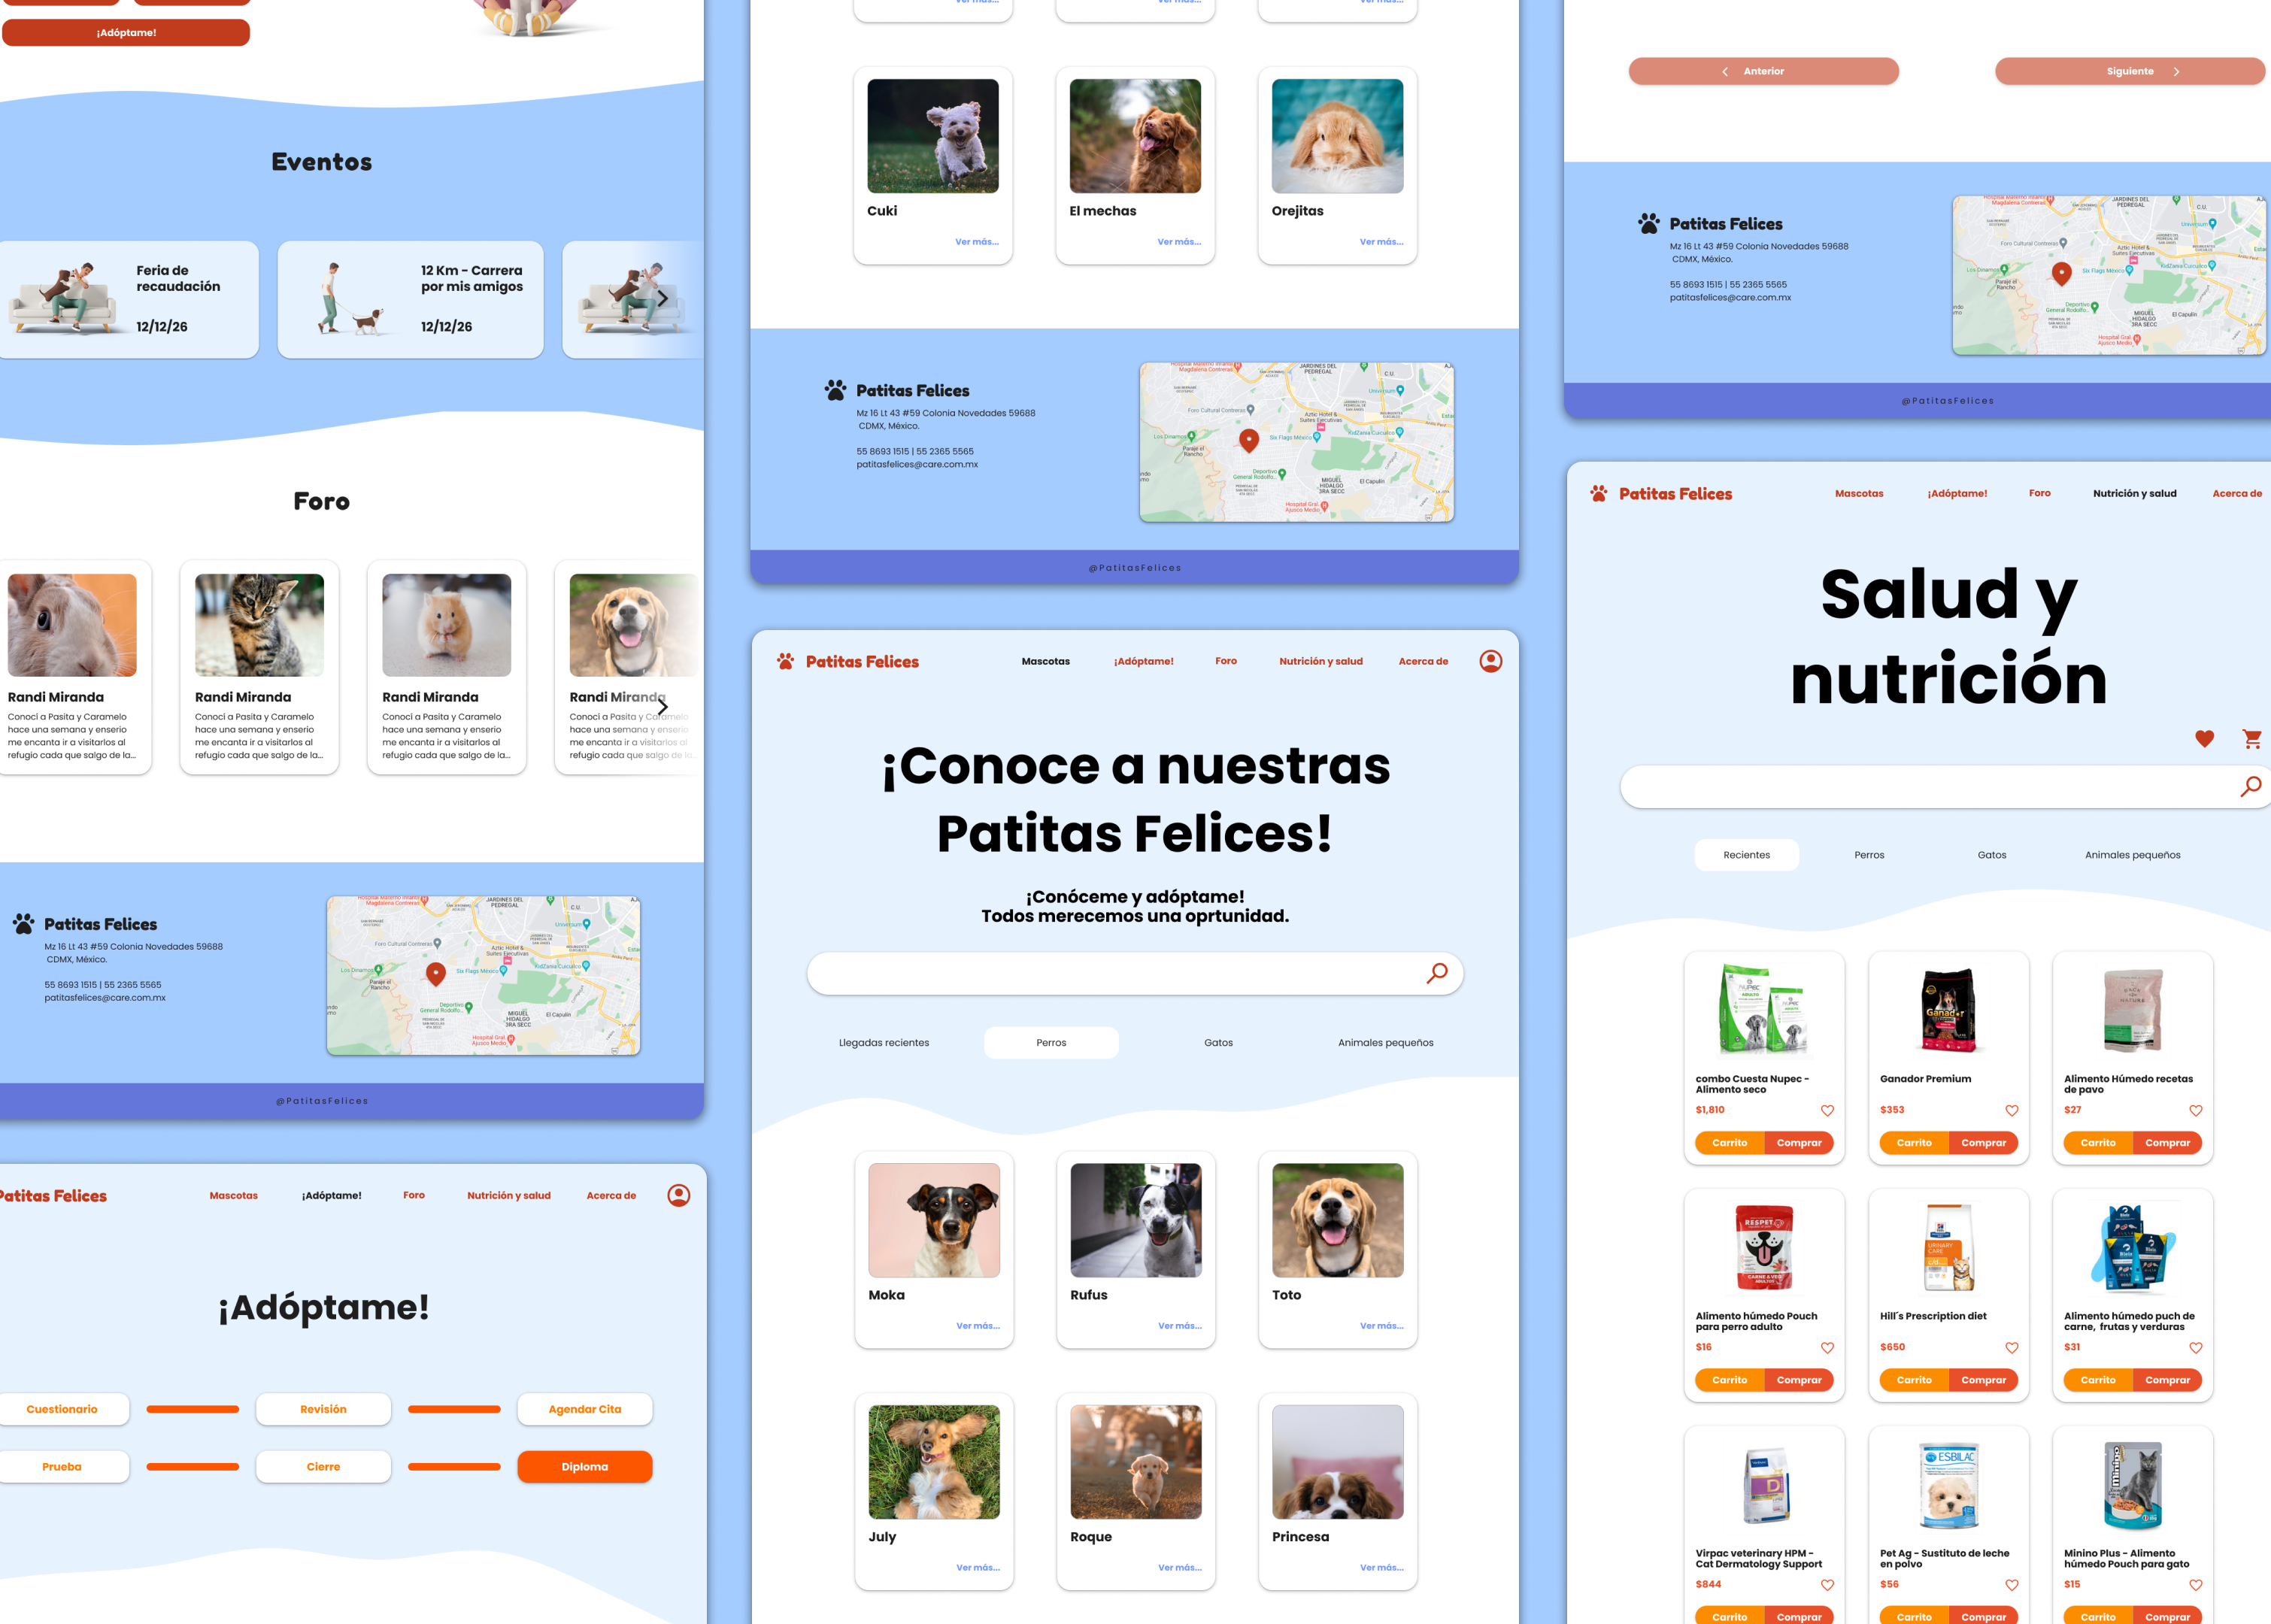 ¡Adóptame!
Eventos
Feria de
recaudación
12/12/26
12 Km - Carrera
por mis amigos
12/12/26
Foro
Randi Miranda
Conocí a Pasita y Caramelo
hace una semana y enserio
me encanta ir a visitarlos al
refugio cada que salgo de la...
Randi Miranda
Conocí a Pasita y Caramelo
hace una semana y enserio
me encanta ir a visitarlos al
refugio cada que salgo de la...
Randi Miranda
Conocí a Pasita y Caramelo
hace una semana y enserio
me encanta ir a visitarlos al
refugio cada que salgo de la...
Randi Miranda
Conocí a Pasita y Caramelo
hace una semana y enserio
me encanta ir a visitarlos al
refugio cada que salgo de la
Patitas Felices
Mz 16 Lt 43 #59 Colonia Novedades 59688
CDMX, México.
55 8693 1515 | 55 2365 5565
patitasfelices@care.com.mx
@PatitasFelices
Patitas Felices
Mascotas
¡Adóptame!
Foro
Nutrición y salud
Acerca de
¡Adóptame!
Cuestionario
Revisión
Agendar Cita
Prueba
Cierre
Diploma
Ver más...
Ver más...
Ver más...
Cuki
Ver más...
El mechas
Ver más...
Orejitas
Ver más...
Patitas Felices
Mz 16 Lt 43 #59 Colonia Novedades 59688
CDMX, México.
55 8693 1515 | 55 2365 5565
patitasfelices@care.com.mx
@PatitasFelices
Patitas Felices
Mascotas
¡Adóptame!
Foro
Nutrición y salud
Acerca de
¡Conoce a nuestras
Patitas Felices!
¡Conóceme y adóptame!
Todos merecemos una oprtunidad.
Llegadas recientes
Perros
Gatos
Animales pequeños
Moka
Ver más...
Rufus
Ver más...
Toto
Ver más...
July
Ver más...
Roque
Ver más...
Princesa
Ver más...
Anterior
Siguiente
Patitas Felices
Mz 16 Lt 43 #59 Colonia Novedades 59688
CDMX, México.
55 8693 1515 | 55 2365 5565
patitasfelices@care.com.mx
@PatitasFelices
Patitas Felices
Mascotas
¡Adóptame!
Foro
Nutrición y salud
Acerca de
Salud y
nutrición
Recientes
Perros
Gatos
Animales pequeños
combo Cuesta Nupec -
Alimento seco
$1,810
Carrito
Comprar
Ganador
Ganador Premium
$353
Carrito
Comprar
Alimento Húmedo recetas
de pavo
$27
Carrito
Comprar
RESPET
Alimento húmedo Pouch
para perro adulto
$16
Carrito
Comprar
URINARY
CARE
Hill´s Prescription diet
$650
Carrito
Comprar
Alimento húmedo puch de
carne, frutas y verduras
$31
Carrito
Comprar
Virpac veterinary HPM -
Cat Dermatology Support
$844
Carrito
Comprar
ESBILAC
Pet Ag - Sustituto de leche
en polvo
$56
Carrito
Comprar
minino
Minino Plus - Alimento
húmedo Pouch para gato
$15
Carrito
Comprar